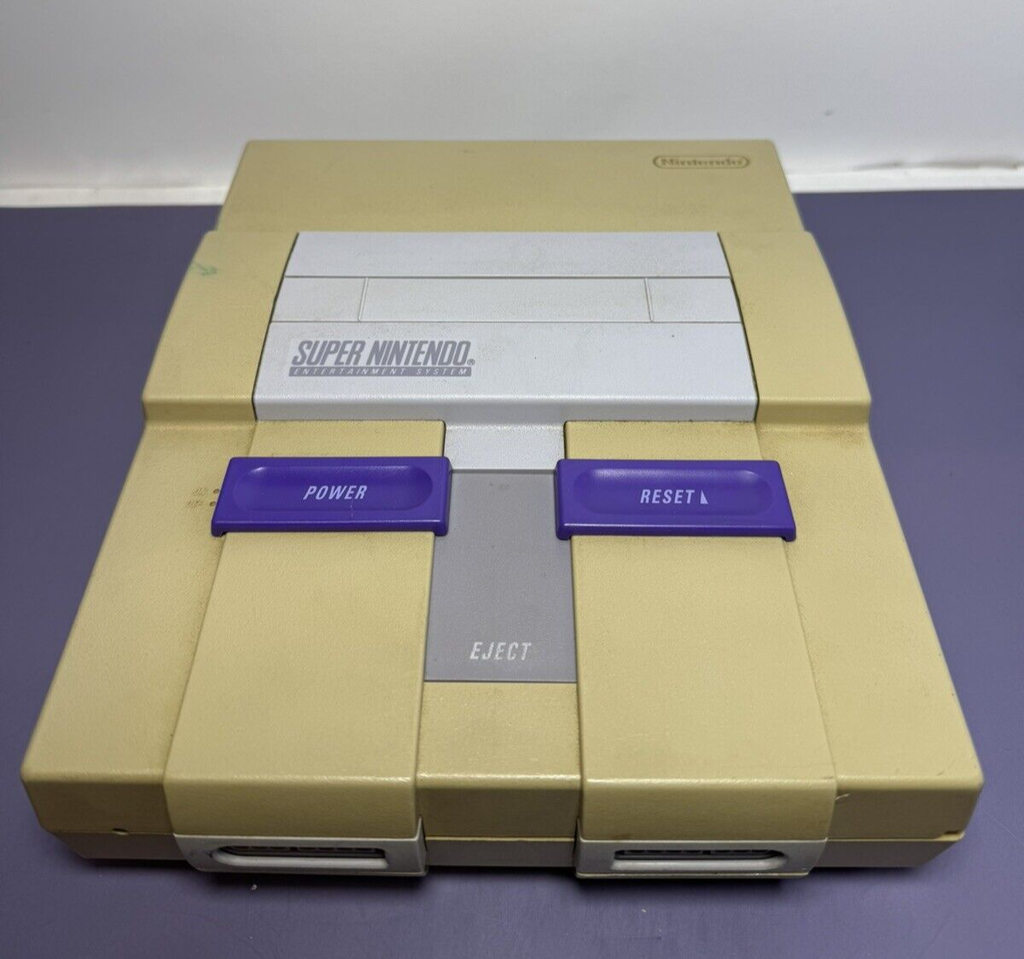 Nintendo
SUPER NINTENDO®
ENTERTAINMENT SYSTEM
POWER
RESET
EJECT